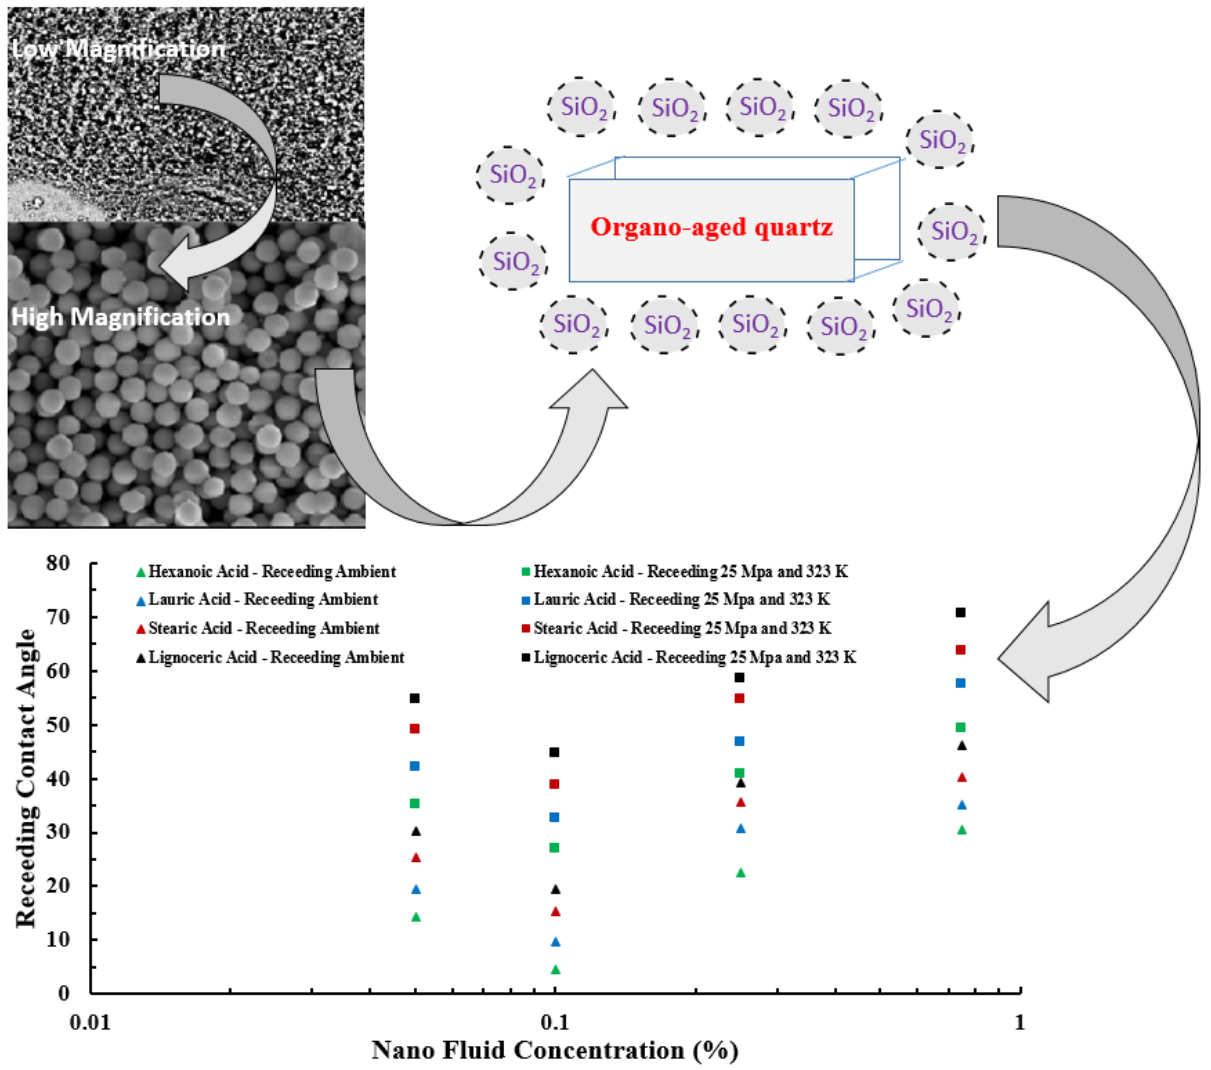 Low Magnification
High Magnification
SiO2
SiO2
SiO2
SiO2
SiO2
SiO2
SiO2
SiO2
SiO2
SiO2
SiO2
SiO2
SiO2
SiO2
Organo-aged quartz
Hexanoic Acid - Receeding Ambient
Hexanoic Acid - Receeding 25 Mpa and 323 K
Lauric Acid - Receeding Ambient
Lauric Acid - Receeding 25 Mpa and 323 K
Stearic Acid - Receeding Ambient
Stearic Acid - Receeding 25 Mpa and 323 K
Lignoceric Acid - Receeding Ambient
Lignoceric Acid - Receeding 25 Mpa and 323 K
Receeding Contact Angle
80
70
60
50
40
30
20
10
0
0.01
0.1
1
Nano Fluid Concentration (%)